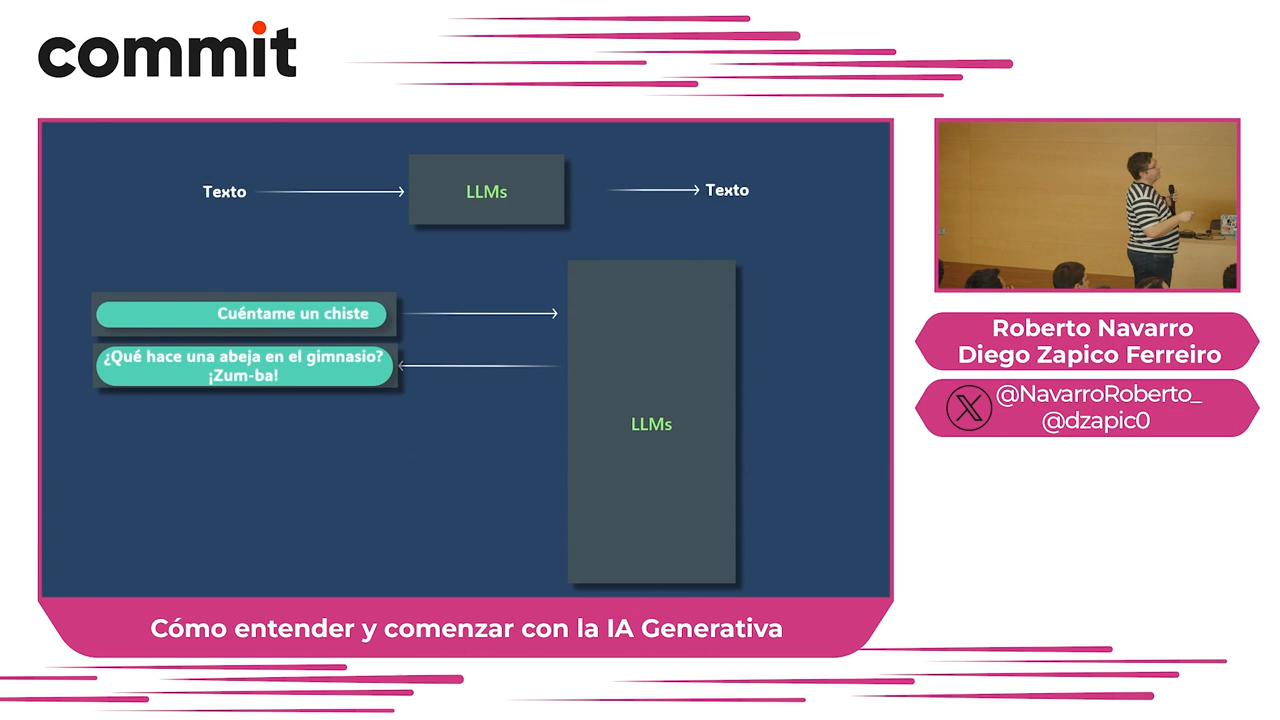 commit
Texto
LLMs
Texto
Cuéntame un chiste
¿Qué hace una abeja en el gimnasio?
¡Zum-ba!
LLMs
Cómo entender y comenzar con la IA Generativa
Roberto Navarro
Diego Zapico Ferreiro
@NavarroRoberto_
@dzapic0